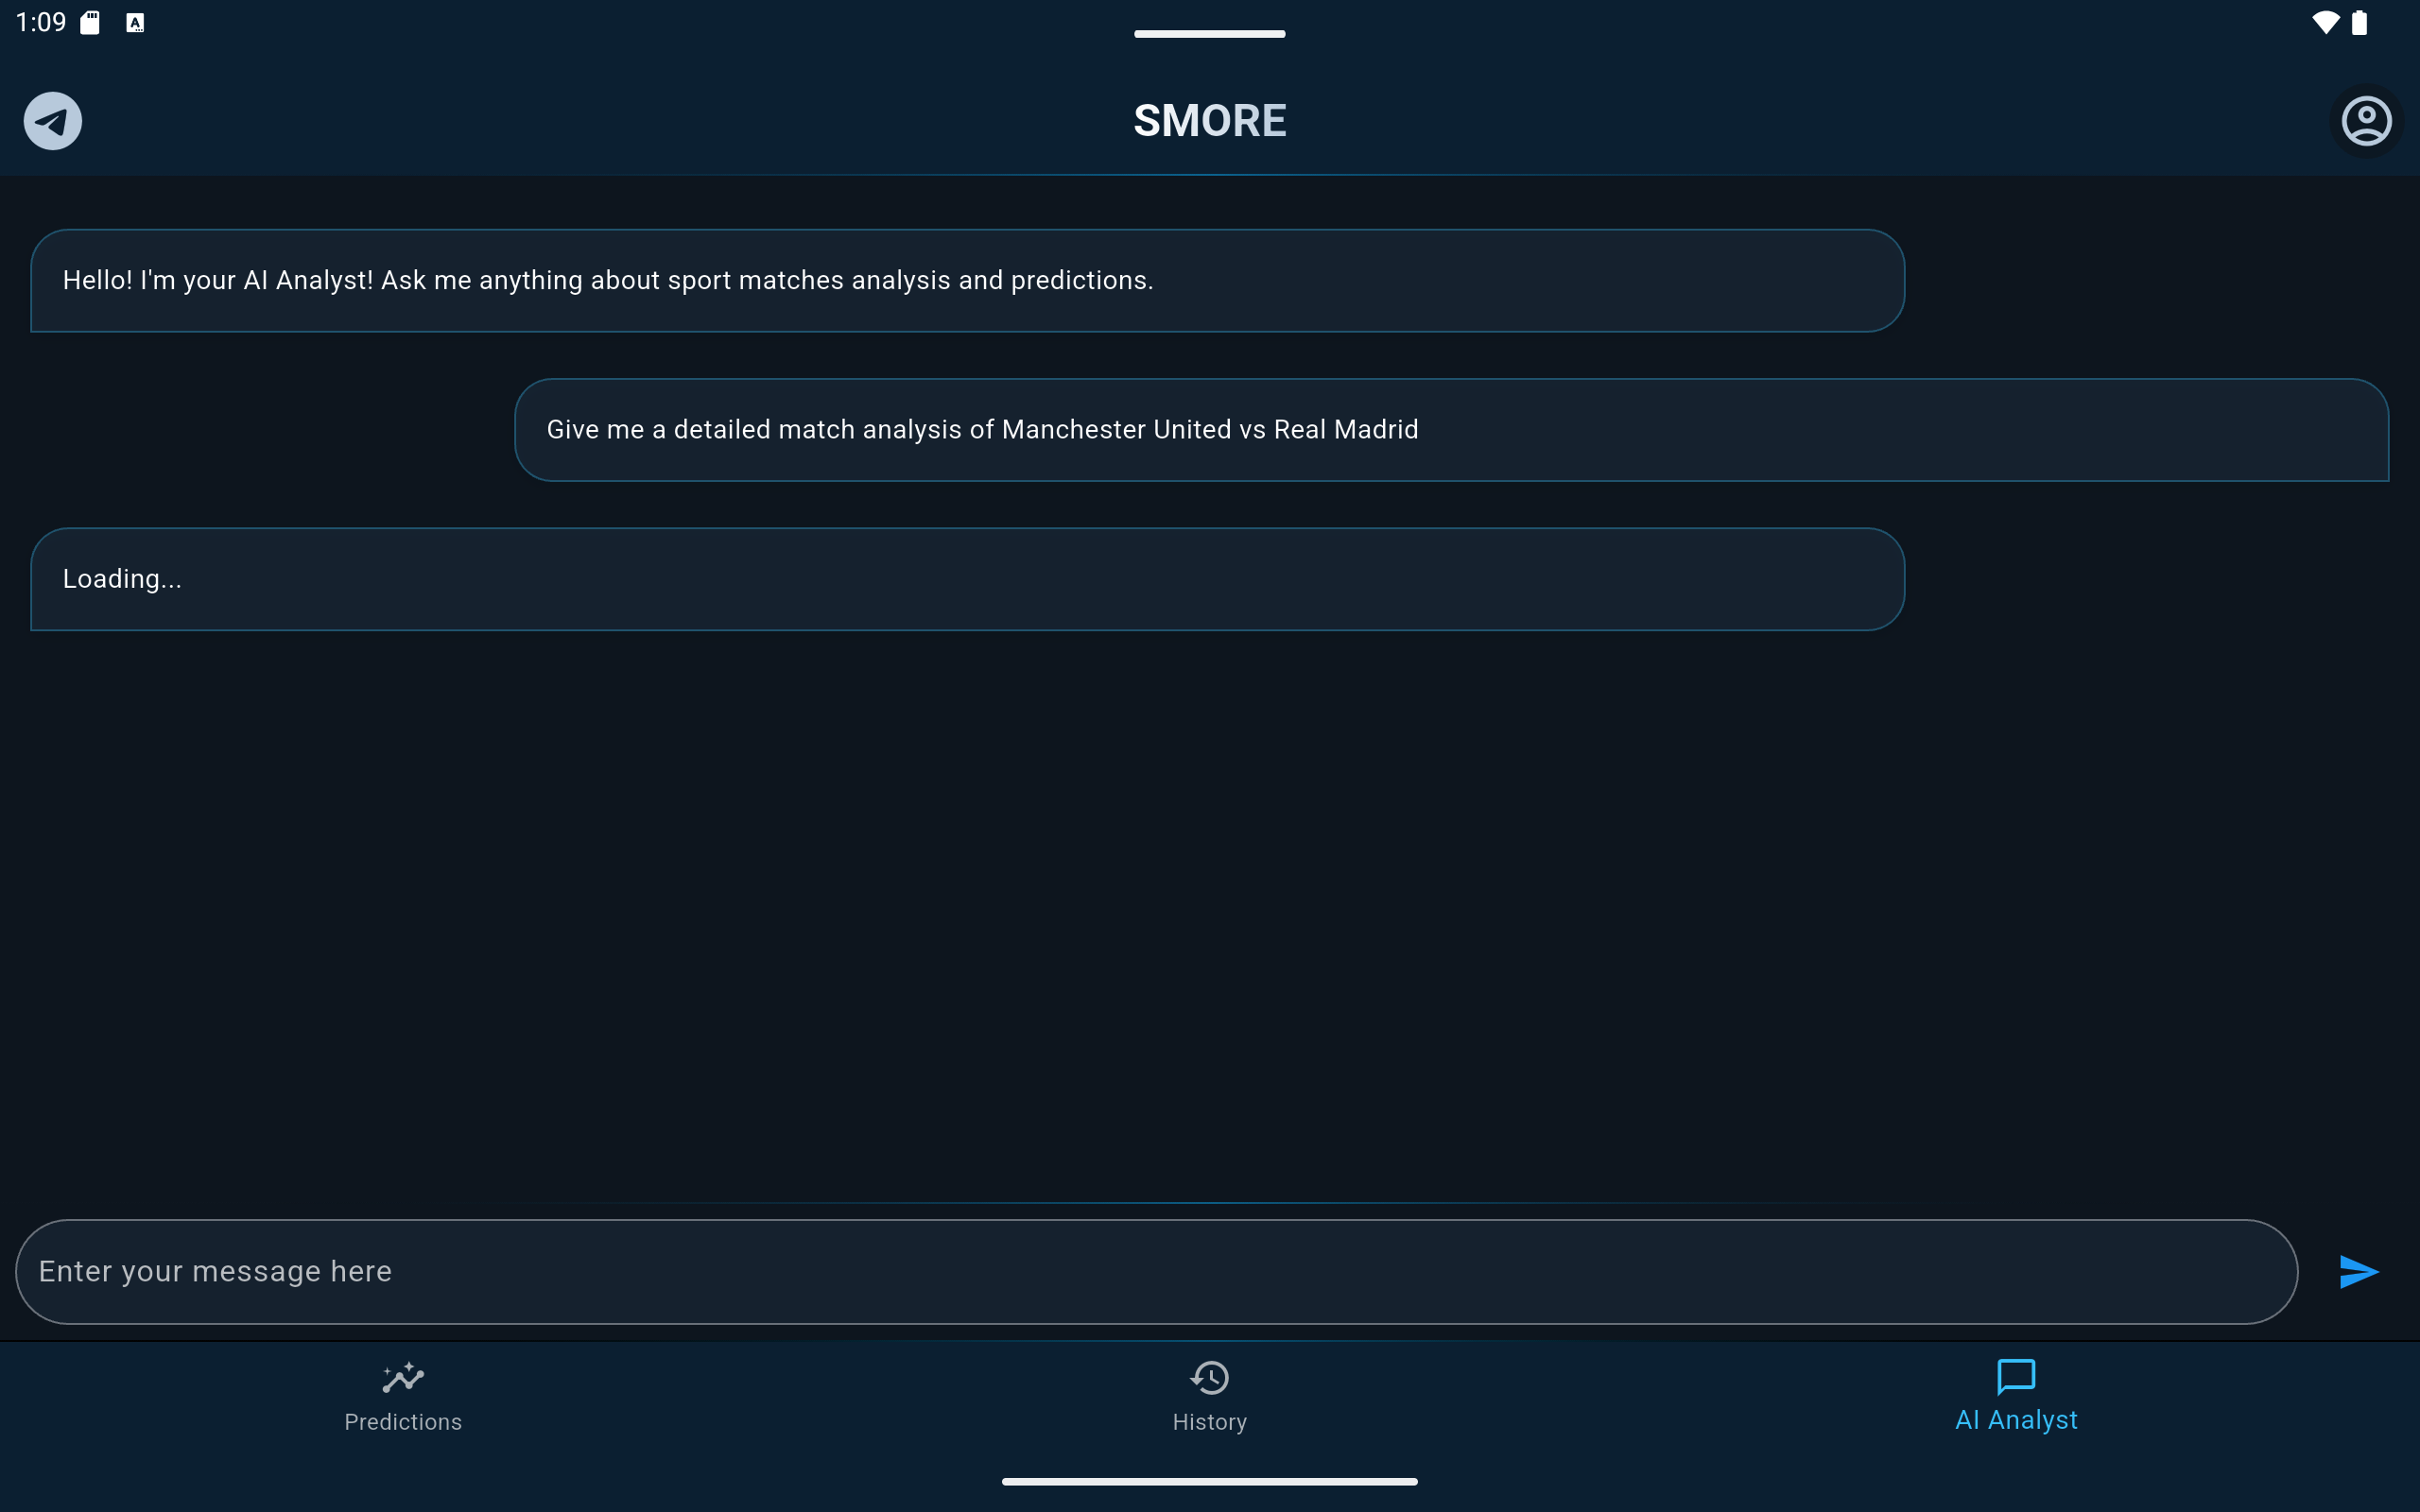 1:09
SMORE
Hello! I'm your AI Analyst! Ask me anything about sport matches analysis and predictions.
Give me a detailed match analysis of Manchester United vs Real Madrid
Loading...
Enter your message here
Predictions
History
AI Analyst